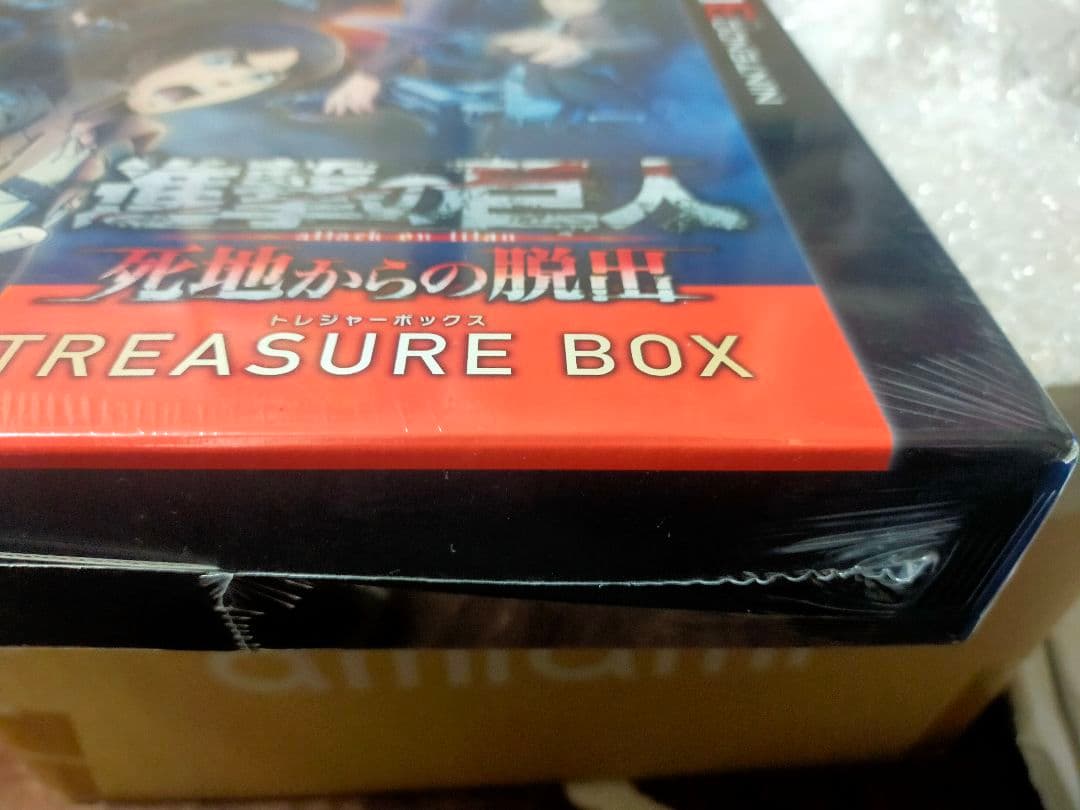 進撃の巨人
attack on titan
死地からの脱出
トレジャーボックス
TREASURE BOX